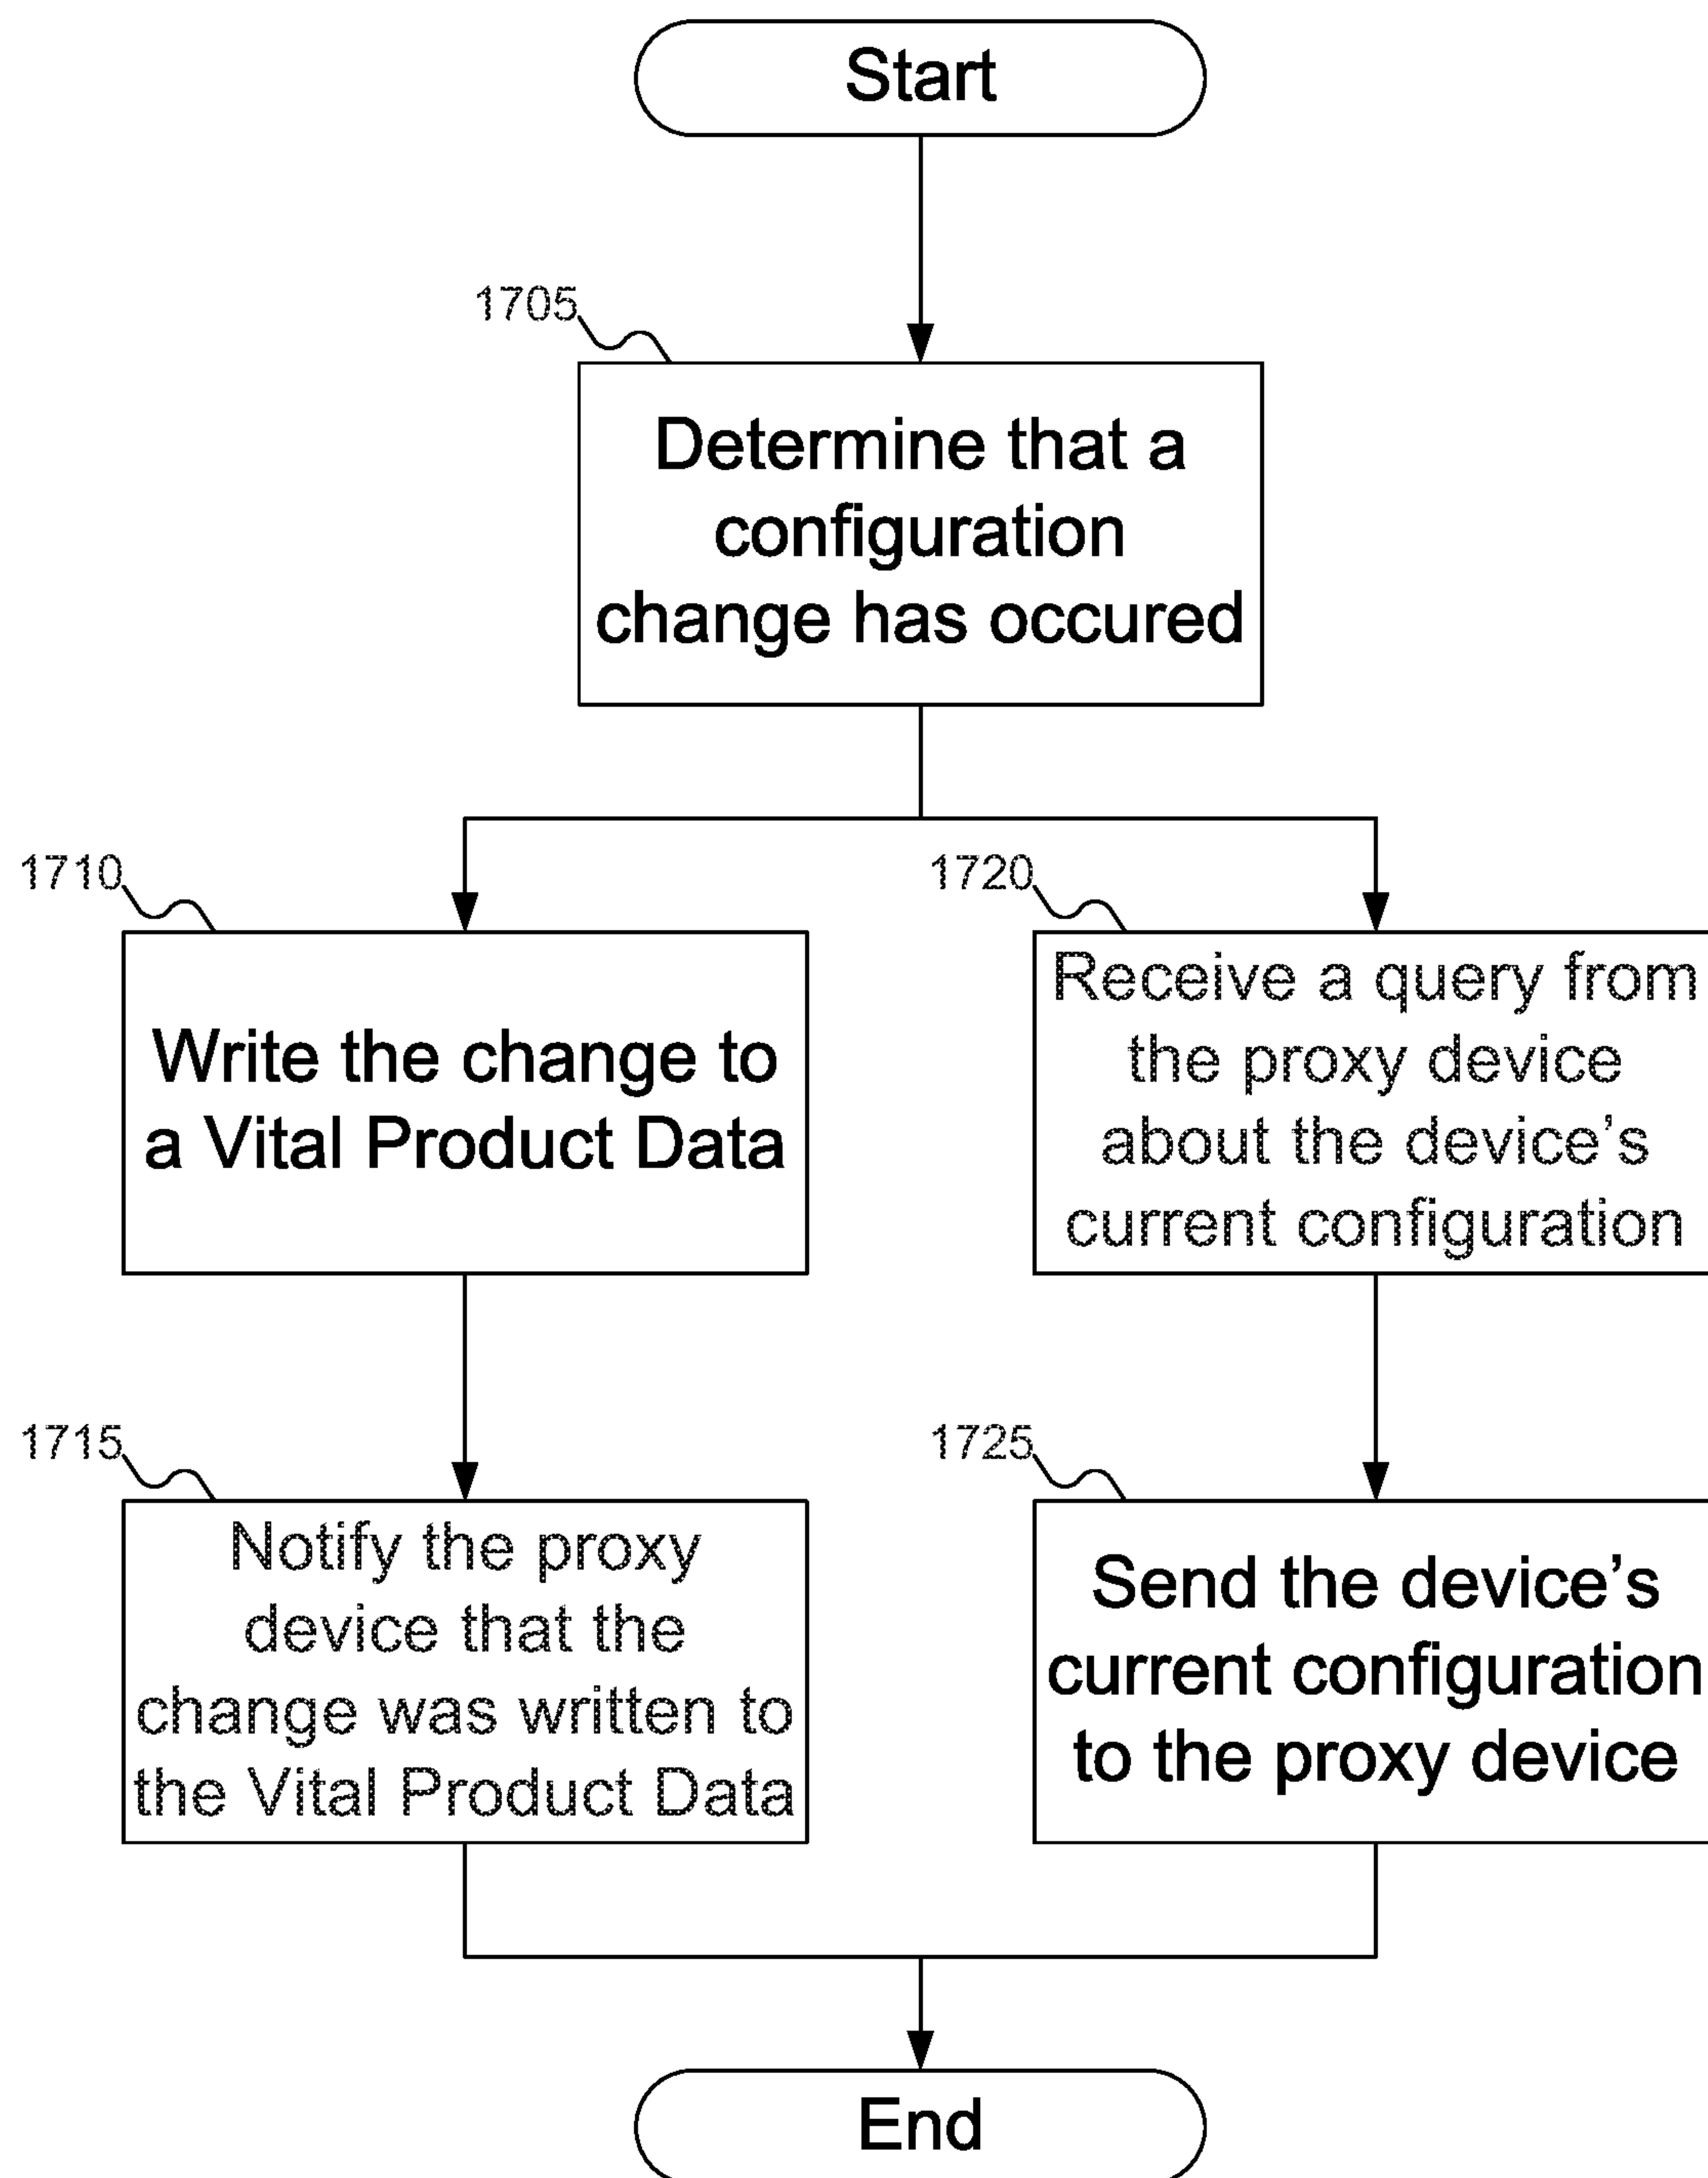 Start
1705
Determine that a
configuration
change has occured
1710
Write the change to
a Vital Product Data
1720
Receive a query from
the proxy device
about the device’s
current configuration
1715
Notify the proxy
device that the
change was written to
the Vital Product Data
1725
Send the device’s
current configuration
to the proxy device
End